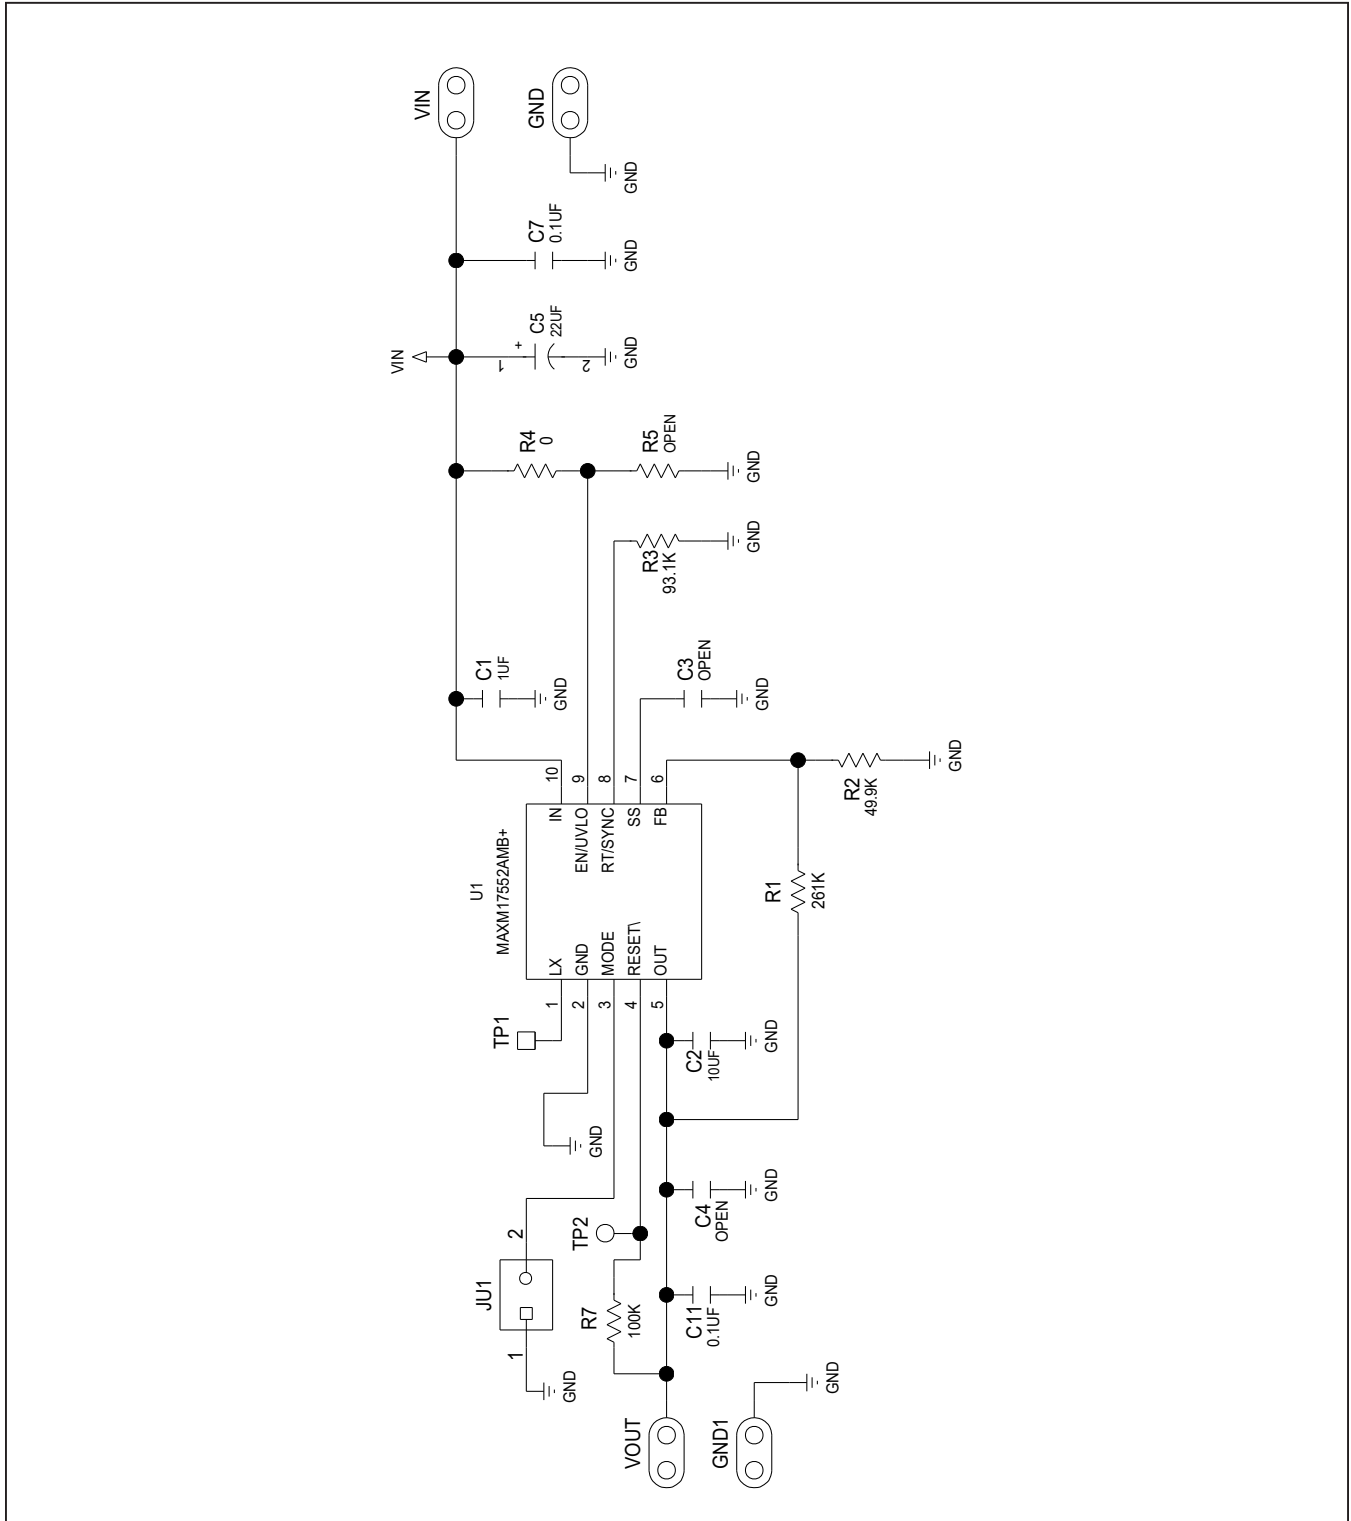 VIN
GND
GND
C7
0.1UF
GND
VIN
1
+
C5
22UF
2
GND
R4
0
R5
OPEN
GND
R3
93.1K
GND
C1
1UF
GND
C3
OPEN
GND
U1
MAXM17552AMB+
10
9
8
7
6
IN
EN/UVLO
RT/SYNC
SS
FB
LX
GND
MODE
RESET\
OUT
1
2
3
4
5
R2
49.9K
GND
R1
261K
TP1
GND
C2
10UF
GND
JU1
2
1
GND
TP2
R7
100K
C4
OPEN
GND
C11
0.1UF
GND
VOUT
GND1
GND